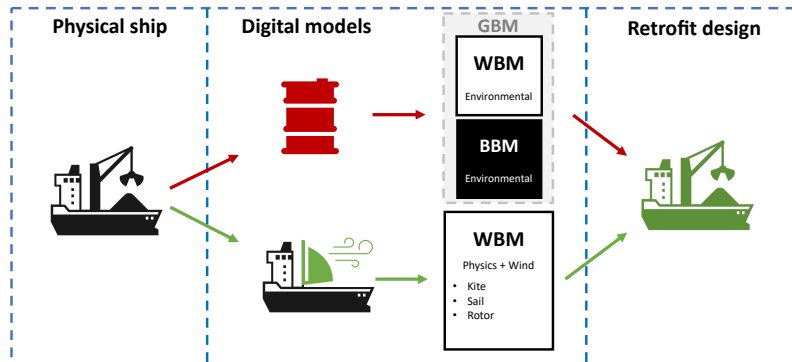 Physical ship
Digital models
GBM
Retrofit design
WBM
Environmental
BBM
Environmental
WBM
Physics + Wind
• Kite
• Sail
• Rotor